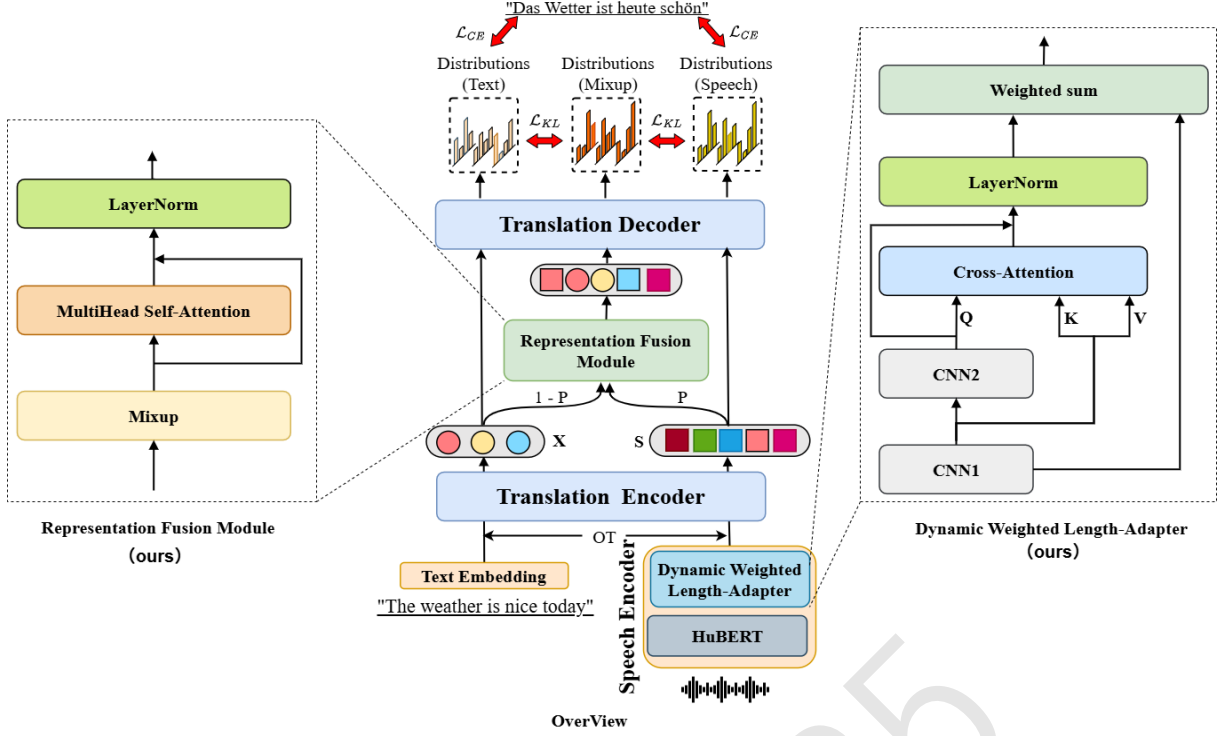 "Das Wetter ist heute schön"
ℒCE
ℒCE
Distributions
(Text)
Distributions
(Mixup)
Distributions
(Speech)
ℒKL
ℒKL
Translation Decoder
Representation Fusion
Module
1 - P
P
X
S
Translation Encoder
OT
Text Embedding
"The weather is nice today"
Speech Encoder
Dynamic Weighted
Length-Adapter
HuBERT
OverView
LayerNorm
MultiHead Self-Attention
Mixup
Representation Fusion Module
(ours)
Weighted sum
LayerNorm
Cross-Attention
Q
K
V
CNN2
CNN1
Dynamic Weighted Length-Adapter
(ours)